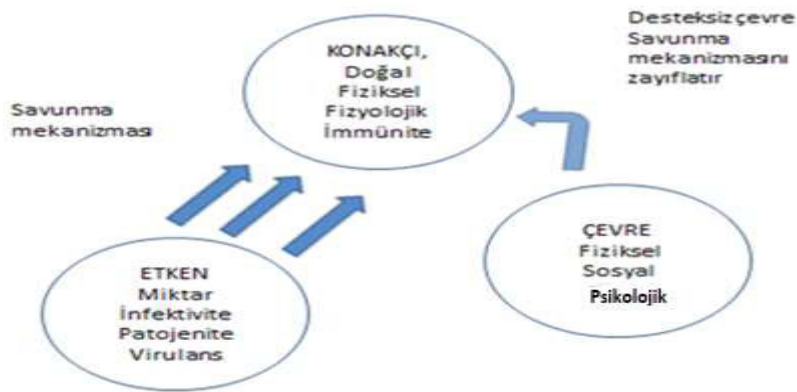 KONAKÇI,
Doğal
Fiziksel
Fizyolojik
İmmünite
Desteksiz çevre
Savunma
mekanizmasını
zayıflatır
Savunma
mekanizması
ETKEN
Miktar
İnfektivite
Patojenite
Virulans
ÇEVRE
Fiziksel
Sosyal
Psikolojik